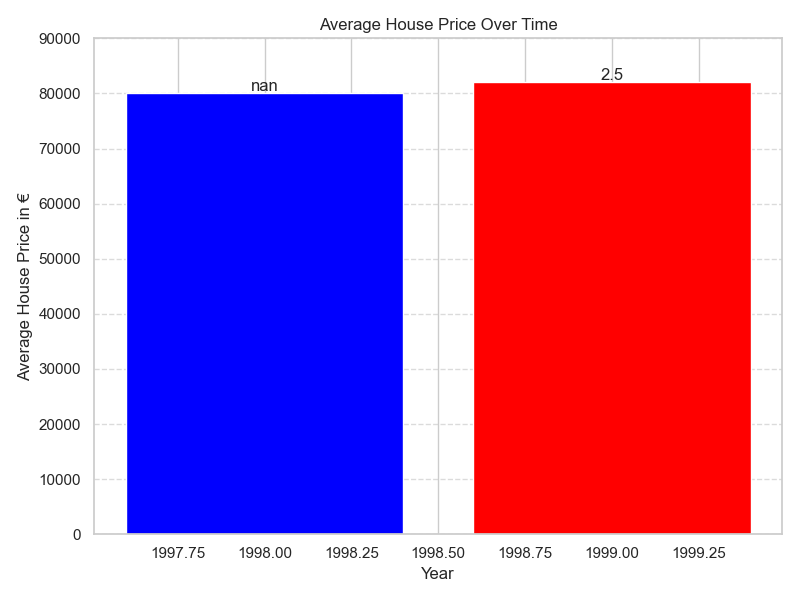 Average House Price Over Time
90000
80000
70000
60000
50000
40000
30000
20000
10000
0
Average House Price in €
nan
2.5
1997.75 1998.00 1998.25 1998.50 1998.75 1999.00 1999.25
Year